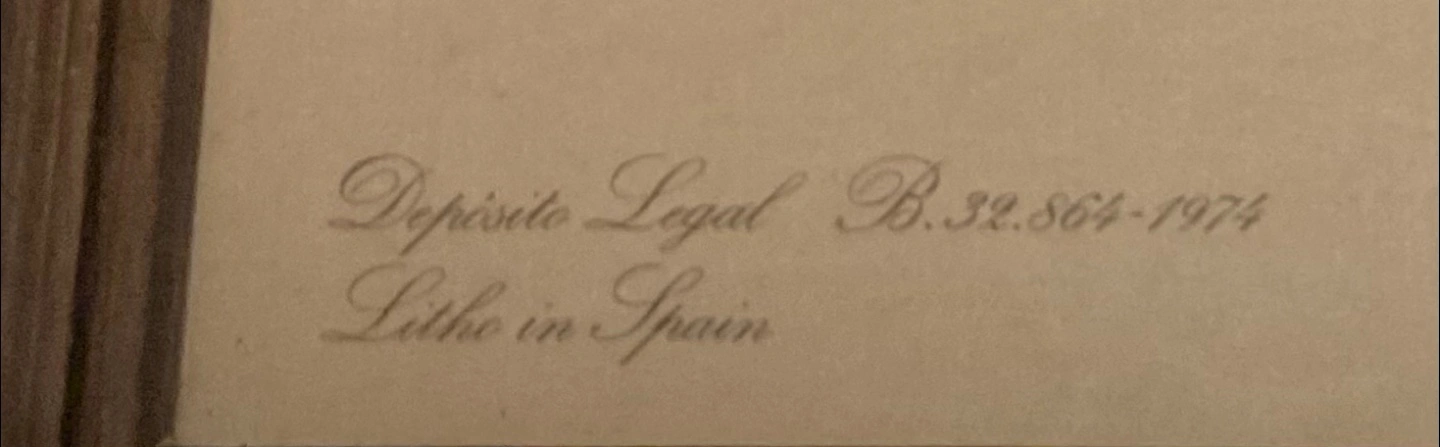 Depósito Legal B.32.864-1974
Litho in Spain